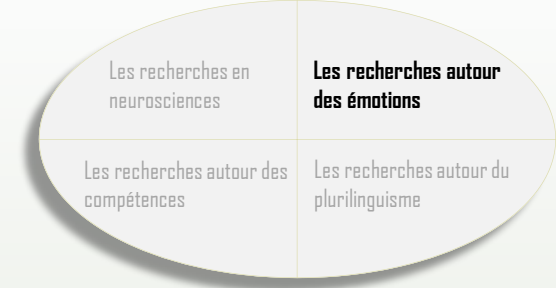 Les recherches en
neurosciences
Les recherches autour
des émotions
Les recherches autour des
compétences
Les recherches autour du
plurilinguisme